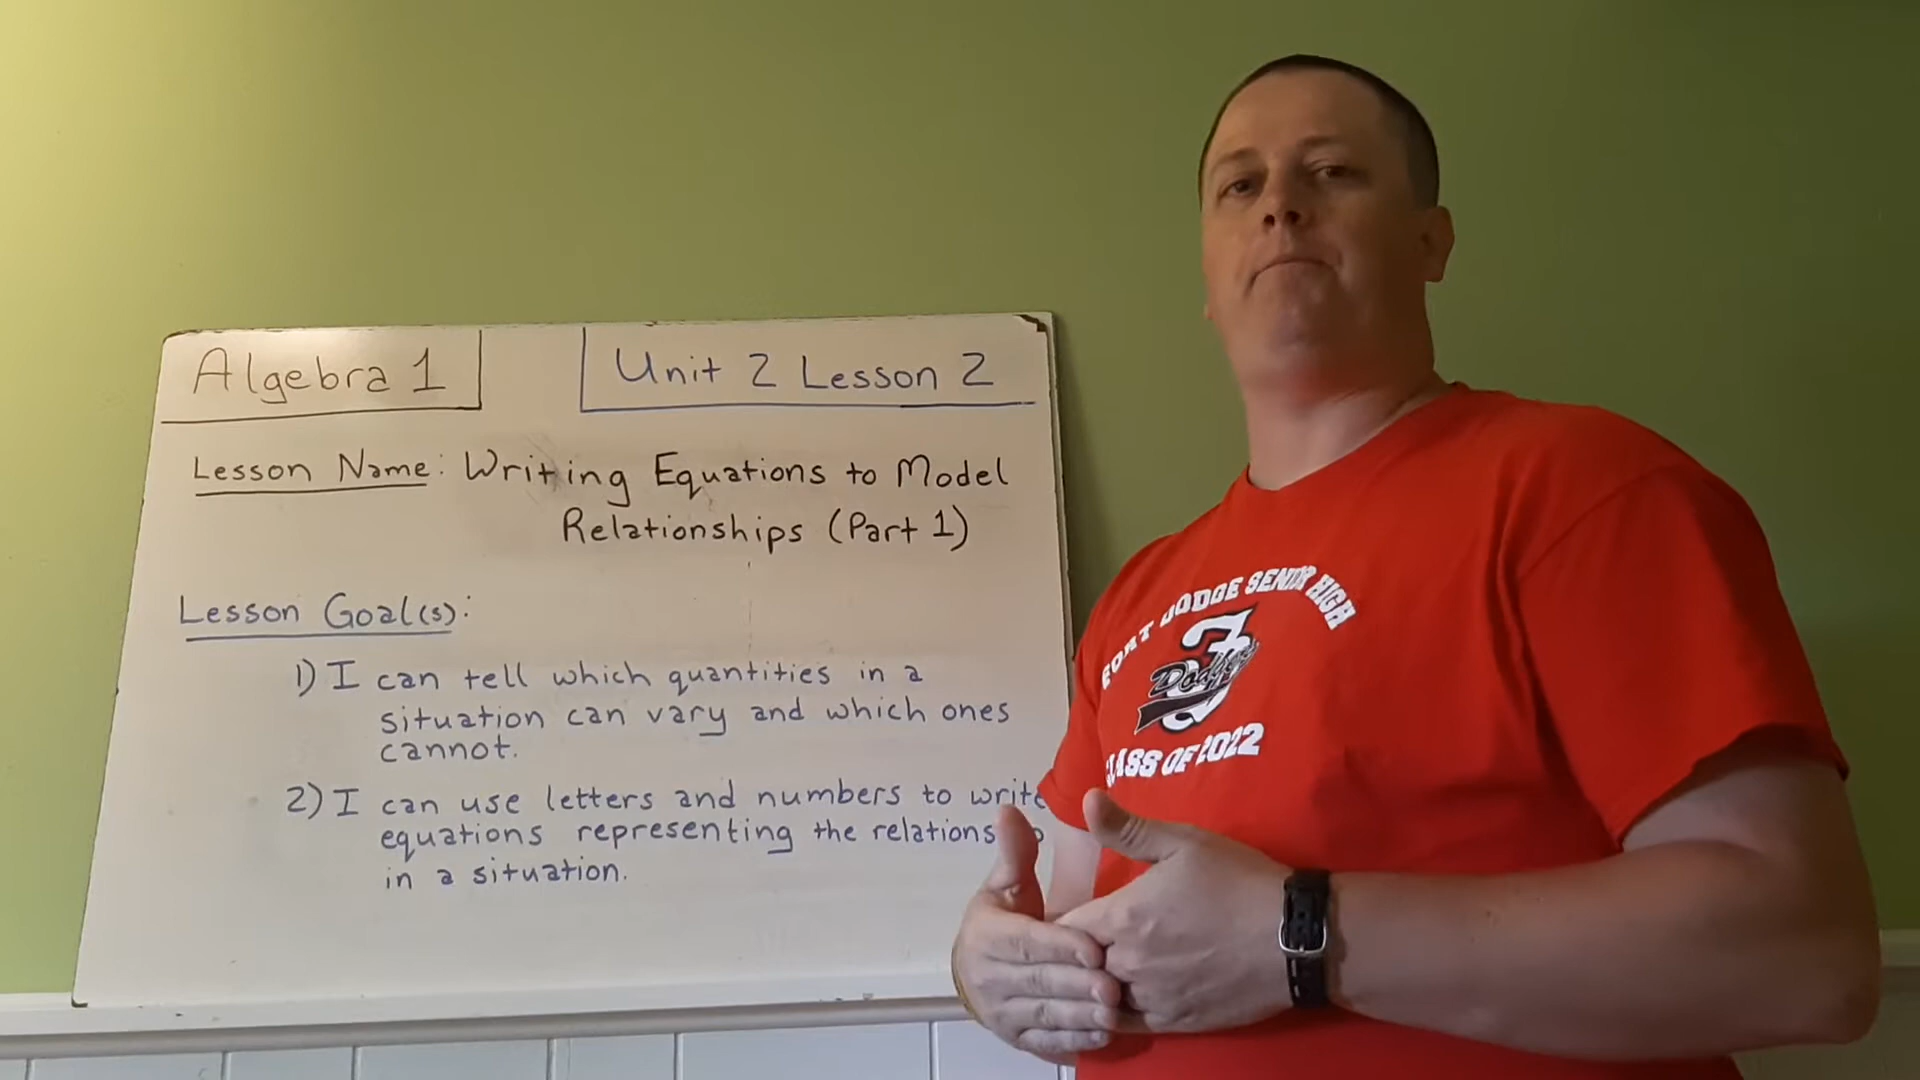 Algebra 1
Unit 2 Lesson 2
Lesson Name: Writing Equations to Model
Relationships (Part 1)
Lesson Goal(s):
1) I can tell which quantities in a
situation can vary and which ones
cannot.
2) I can use letters and numbers to write
equations representing the
in a situation.
FORT DODGE SENIOR HIGH
Dodgers
CLASS OF 2022